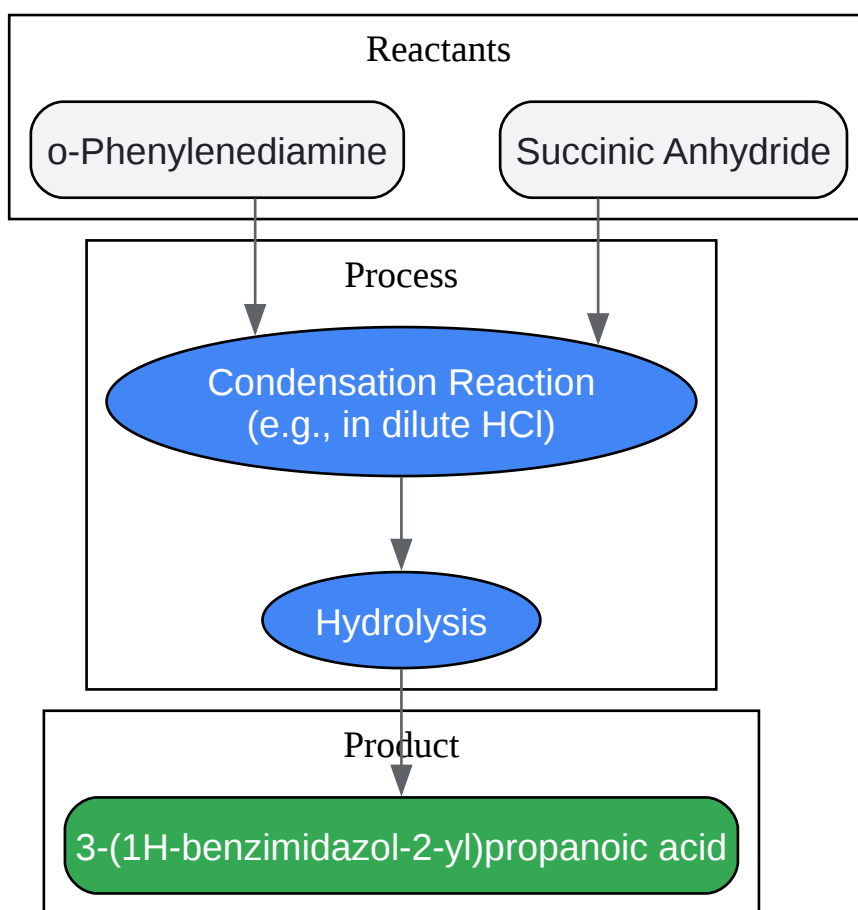 Reactants
o-Phenylenediamine
Succinic Anhydride
Process
Condensation Reaction
(e.g., in dilute HCl)
Hydrolysis
Product
3-(1H-benzimidazol-2-yl)propanoic acid